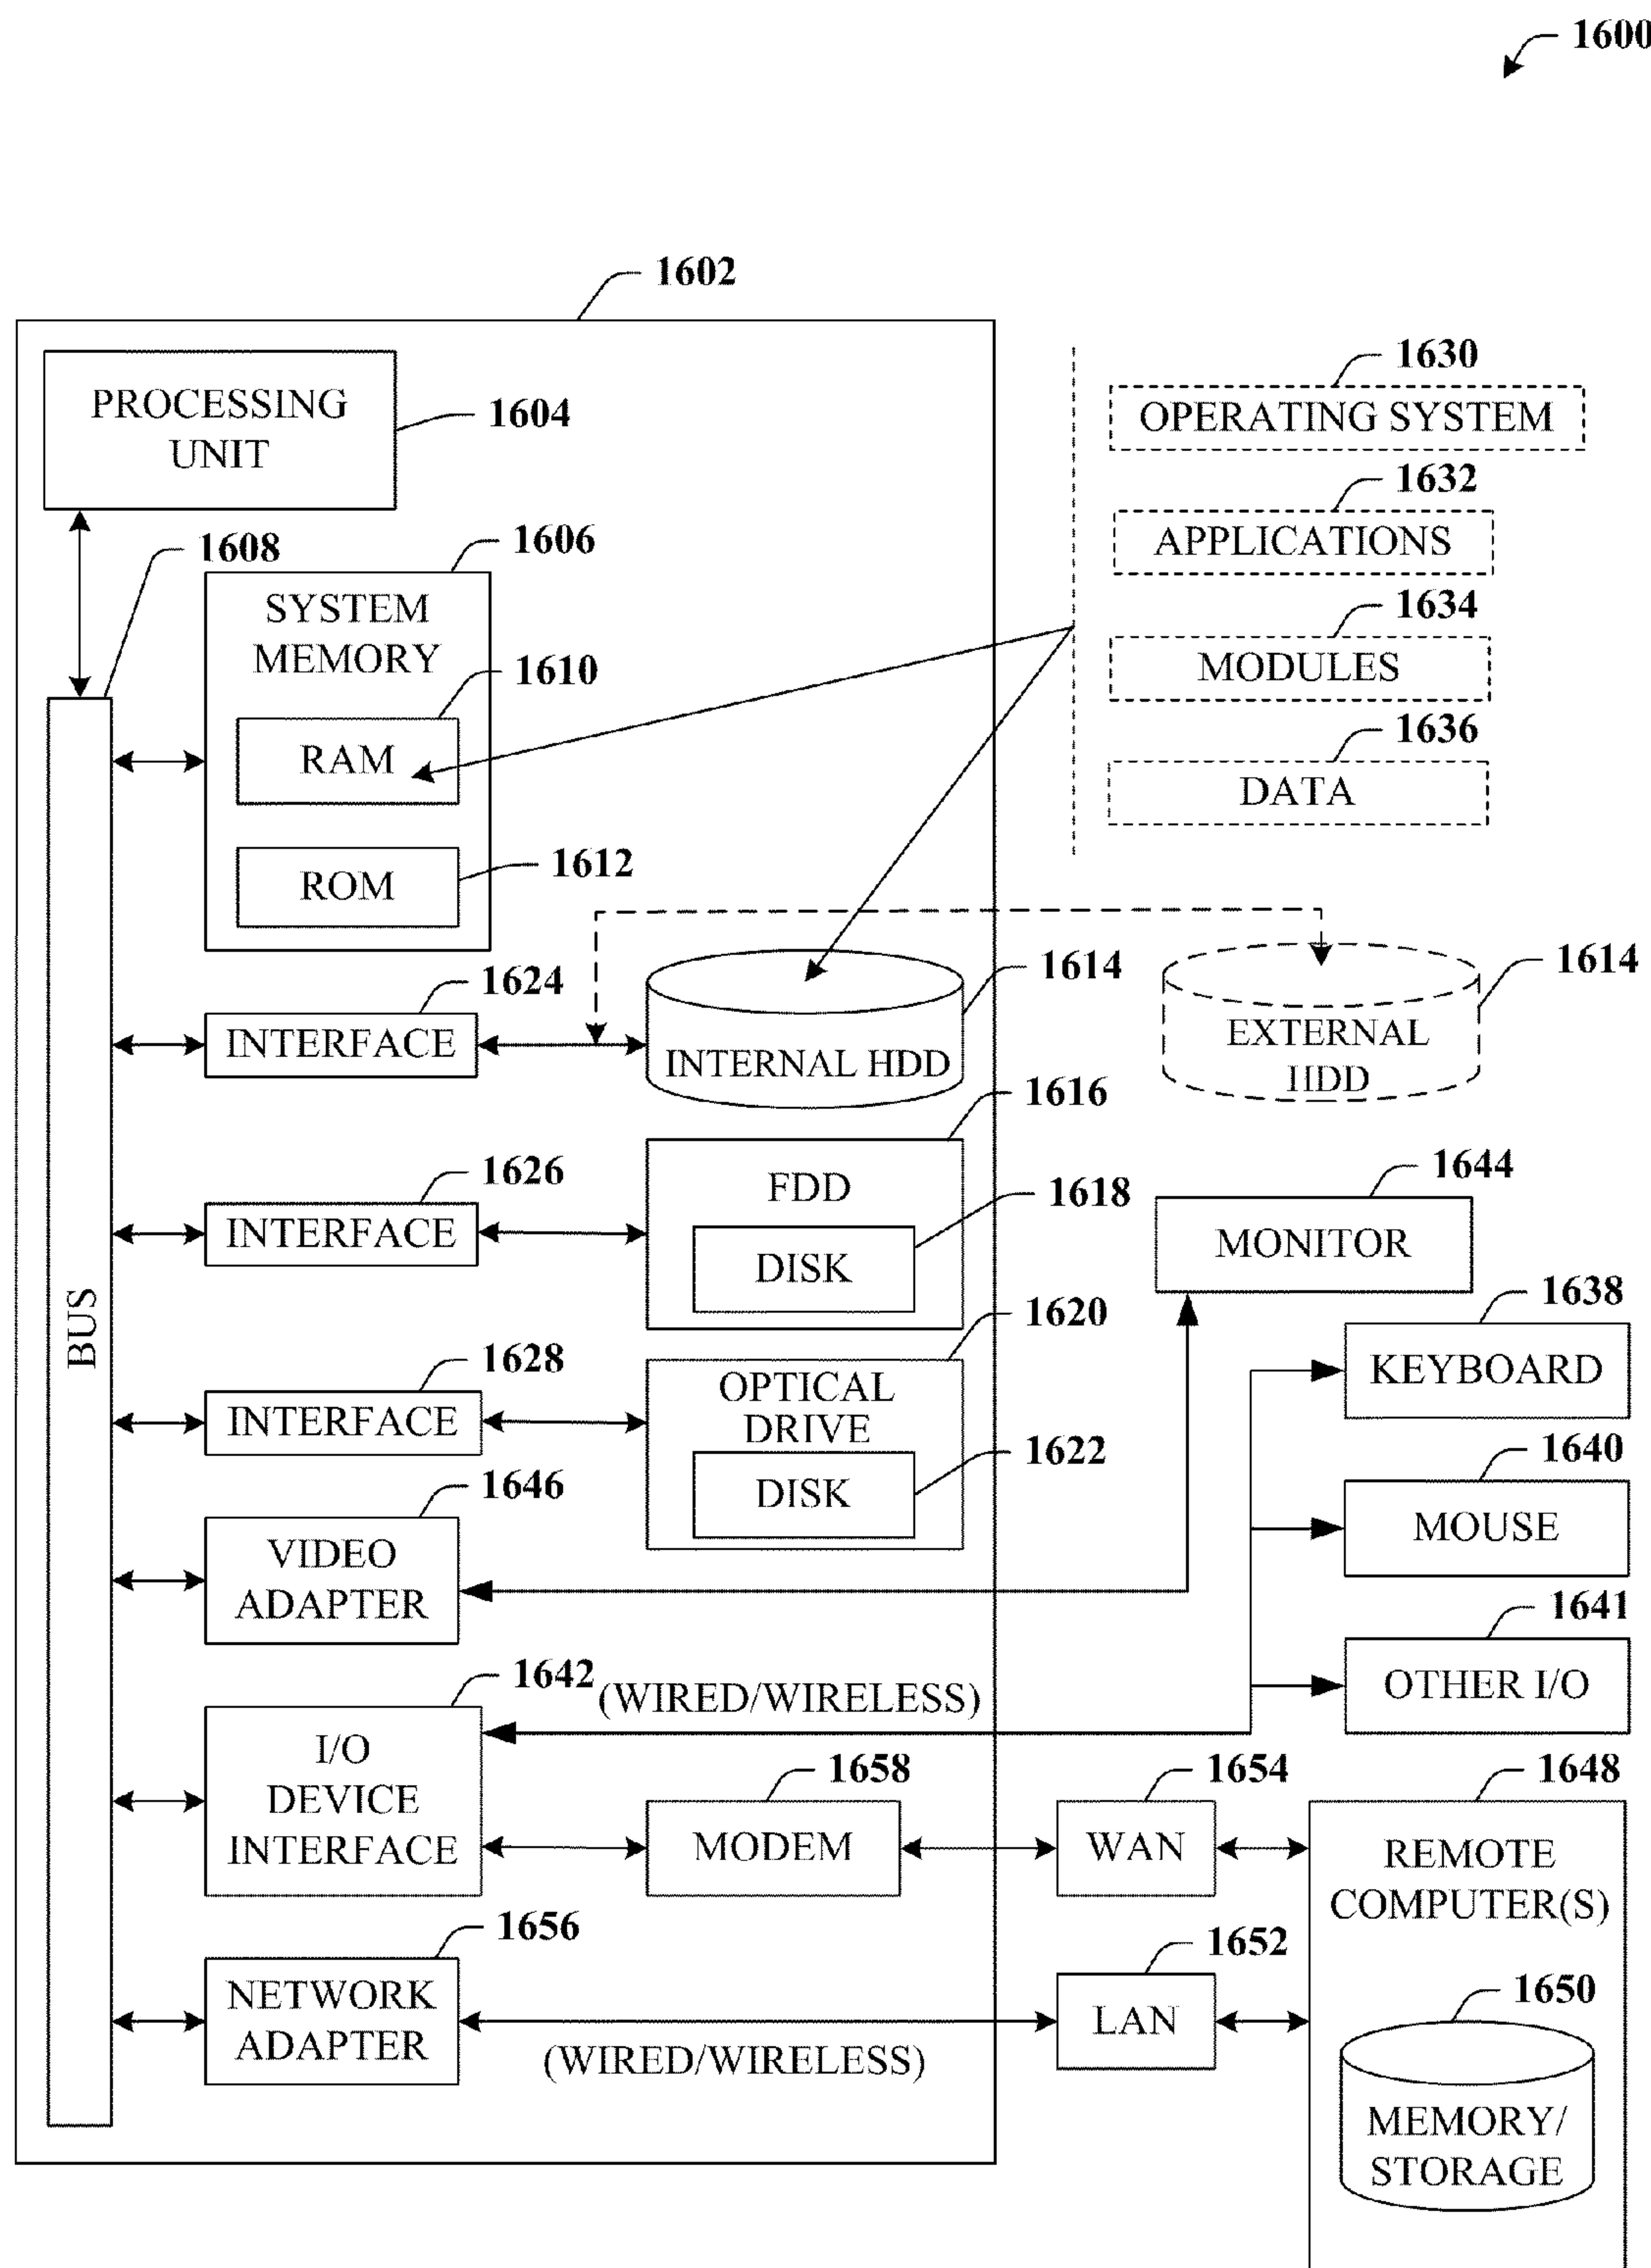 1600
1602
PROCESSING
UNIT
1604
1630
OPERATING SYSTEM
1632
APPLICATIONS
1634
MODULES
1636
DATA
1608
1606
SYSTEM
MEMORY
1610
RAM
1612
ROM
BUS
1624
INTERFACE
1614
INTERNAL HDD
1614
EXTERNAL
HDD
1616
FDD
1618
DISK
1626
INTERFACE
1644
MONITOR
1620
OPTICAL
DRIVE
1622
DISK
1628
INTERFACE
1638
KEYBOARD
1640
MOUSE
1641
OTHER I/O
1646
VIDEO
ADAPTER
1642
(WIRED/WIRELESS)
I/O
DEVICE
INTERFACE
1658
MODEM
1654
WAN
1648
REMOTE
COMPUTER(S)
1656
NETWORK
ADAPTER
(WIRED/WIRELESS)
1652
LAN
1650
MEMORY/
STORAGE